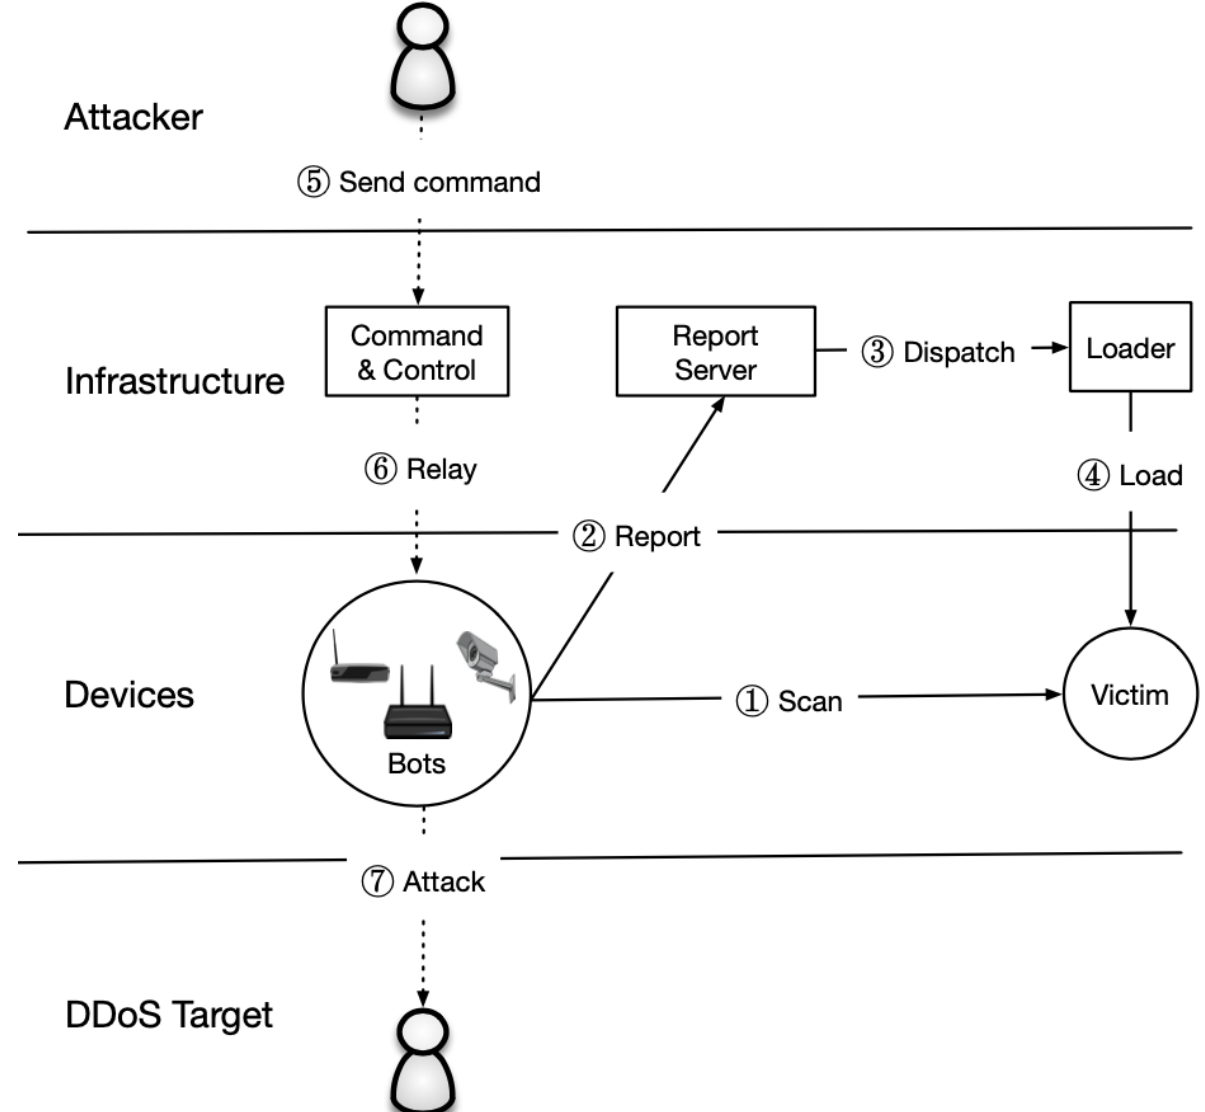 Attacker
⑤ Send command
Infrastructure
Command
& Control
Report
Server
③ Dispatch
Loader
⑥ Relay
④ Load
② Report
Devices
Bots
① Scan
Victim
⑦ Attack
DDoS Target